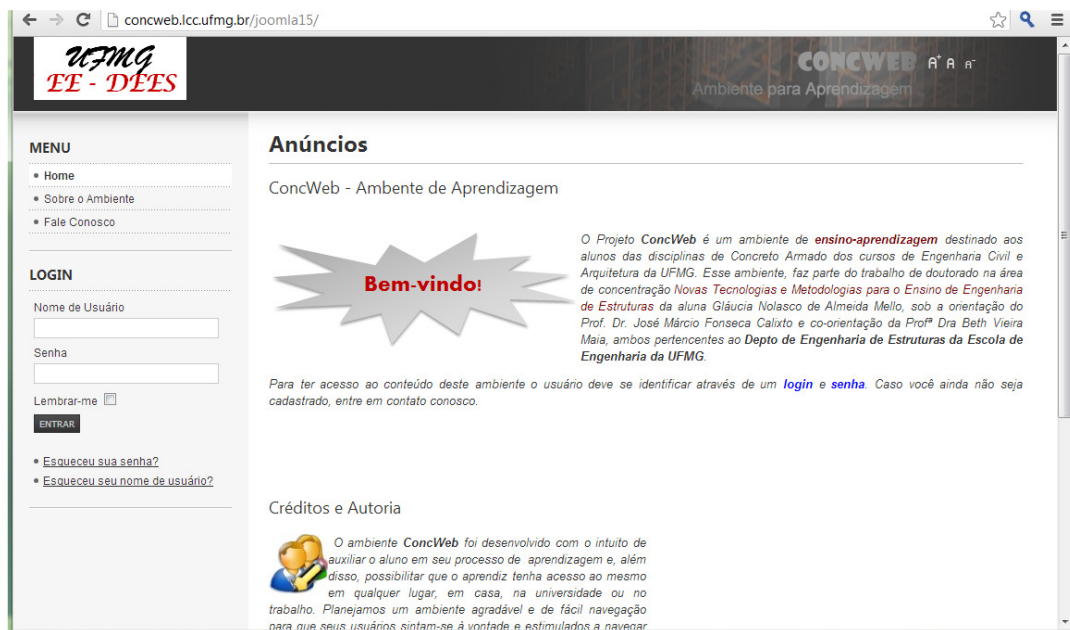 concweb.lcc.ufmg.br/joomla15/
UFMG
EE - DEES
CONCWEB
A+ A A-
Ambiente para Aprendizagem
MENU
Home
Sobre o Ambiente
Fale Conosco
LOGIN
Nome de Usuário
Senha
Lembrar-me
ENTRAR
Esqueceu sua senha?
Esqueceu seu nome de usuário?
Anúncios
ConcWeb - Ambente de Aprendizagem
Bem-vindo!
O Projeto ConcWeb é um ambiente de ensino-aprendizagem destinado aos
alunos das disciplinas de Concreto Armado dos cursos de Engenharia Civil e
Arquitetura da UFMG. Esse ambiente, faz parte do trabalho de doutorado na área
de concentração Novas Tecnologias e Metodologias para o Ensino de Engenharia
de Estruturas da aluna Gláucia Nolasco de Almeida Mello, sob a orientação do
Prof. Dr. José Márcio Fonseca Calixto e co-orientação da Profª Dra Beth Vieira
Maia, ambos pertencentes ao Depto de Engenharia de Estruturas da Escola de
Engenharia da UFMG.
Para ter acesso ao conteúdo deste ambiente o usuário deve se identificar através de um login e senha. Caso você ainda não seja
cadastrado, entre em contato conosco.
Créditos e Autoria
O ambiente ConcWeb foi desenvolvido com o intuito de
auxiliar o aluno em seu processo de aprendizagem e, além
disso, possibilitar que o aprendiz tenha acesso ao mesmo
em qualquer lugar, em casa, na universidade ou no
trabalho. Planejamos um ambiente agradável e de fácil navegação
para que seus usuários sintam-se à vontade e estimulados a navegar